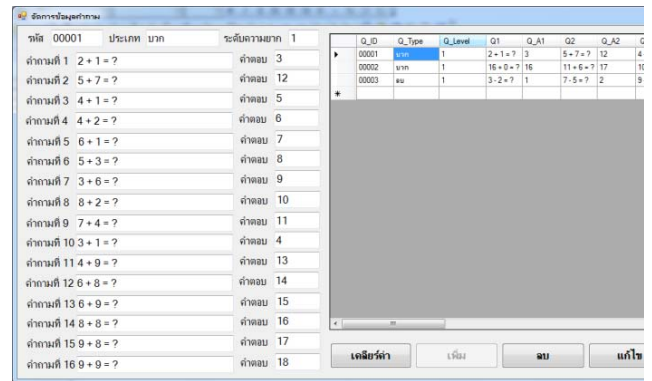 จัดการข้อมูลคำถาม
รหัส 00001 ประเภท บวก ระดับความยาก 1
คำถามที่ 1 2 + 1 = ? คำตอบ 3
คำถามที่ 2 5 + 7 = ? คำตอบ 12
คำถามที่ 3 4 + 1 = ? คำตอบ 5
คำถามที่ 4 4 + 2 = ? คำตอบ 6
คำถามที่ 5 6 + 1 = ? คำตอบ 7
คำถามที่ 6 5 + 3 = ? คำตอบ 8
คำถามที่ 7 3 + 6 = ? คำตอบ 9
คำถามที่ 8 8 + 2 = ? คำตอบ 10
คำถามที่ 9 7 + 4 = ? คำตอบ 11
คำถามที่ 10 3 + 1 = ? คำตอบ 4
คำถามที่ 11 4 + 9 = ? คำตอบ 13
คำถามที่ 12 6 + 8 = ? คำตอบ 14
คำถามที่ 13 6 + 9 = ? คำตอบ 15
คำถามที่ 14 8 + 8 = ? คำตอบ 16
คำถามที่ 15 9 + 8 = ? คำตอบ 17
คำถามที่ 16 9 + 9 = ? คำตอบ 18
Q_ID Q_Type Q_Level Q1 Q_A1 Q2 Q_A2
00001 บวก 1 2 + 1 = ? 3 5 + 7 = ? 12 4
00002 บวก 1 16 + 0 = ? 16 11 + 6 = ? 17 10
00003 ลบ 1 3 - 2 = ? 1 7 - 5 = ? 2 9
เคลียร์ค่า เพิ่ม ลบ แก้ไข